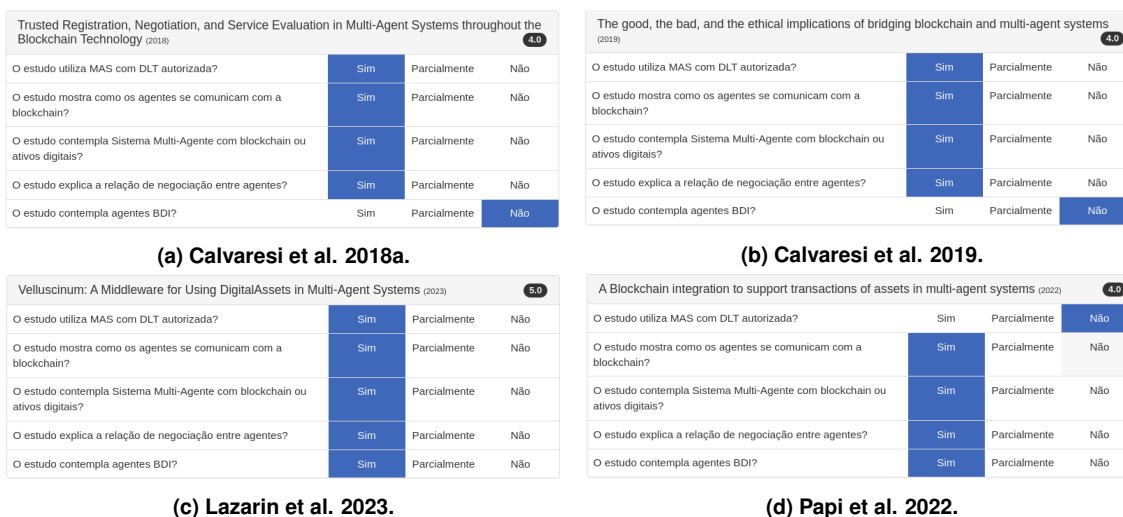 Trusted Registration, Negotiation, and Service Evaluation in Multi-Agent Systems throughout the
Blockchain Technology (2018) 4.0
O estudo utiliza MAS com DLT autorizada? Sim Parcialmente Não
O estudo mostra como os agentes se comunicam com a
blockchain? Sim Parcialmente Não
O estudo contempla Sistema Multi-Agente com blockchain ou
ativos digitais? Sim Parcialmente Não
O estudo explica a relação de negociação entre agentes? Sim Parcialmente Não
O estudo contempla agentes BDI? Sim Parcialmente Não
(a) Calvaresi et al. 2018a.
The good, the bad, and the ethical implications of bridging blockchain and multi-agent systems
(2019) 4.0
O estudo utiliza MAS com DLT autorizada? Sim Parcialmente Não
O estudo mostra como os agentes se comunicam com a
blockchain? Sim Parcialmente Não
O estudo contempla Sistema Multi-Agente com blockchain ou
ativos digitais? Sim Parcialmente Não
O estudo explica a relação de negociação entre agentes? Sim Parcialmente Não
O estudo contempla agentes BDI? Sim Parcialmente Não
(b) Calvaresi et al. 2019.
Velluscinum: A Middleware for Using DigitalAssets in Multi-Agent Systems (2023) 5.0
O estudo utiliza MAS com DLT autorizada? Sim Parcialmente Não
O estudo mostra como os agentes se comunicam com a
blockchain? Sim Parcialmente Não
O estudo contempla Sistema Multi-Agente com blockchain ou
ativos digitais? Sim Parcialmente Não
O estudo explica a relação de negociação entre agentes? Sim Parcialmente Não
O estudo contempla agentes BDI? Sim Parcialmente Não
(c) Lazarin et al. 2023.
A Blockchain integration to support transactions of assets in multi-agent systems (2022) 4.0
O estudo utiliza MAS com DLT autorizada? Sim Parcialmente Não
O estudo mostra como os agentes se comunicam com a
blockchain? Sim Parcialmente Não
O estudo contempla Sistema Multi-Agente com blockchain ou
ativos digitais? Sim Parcialmente Não
O estudo explica a relação de negociação entre agentes? Sim Parcialmente Não
O estudo contempla agentes BDI? Sim Parcialmente Não
(d) Papi et al. 2022.